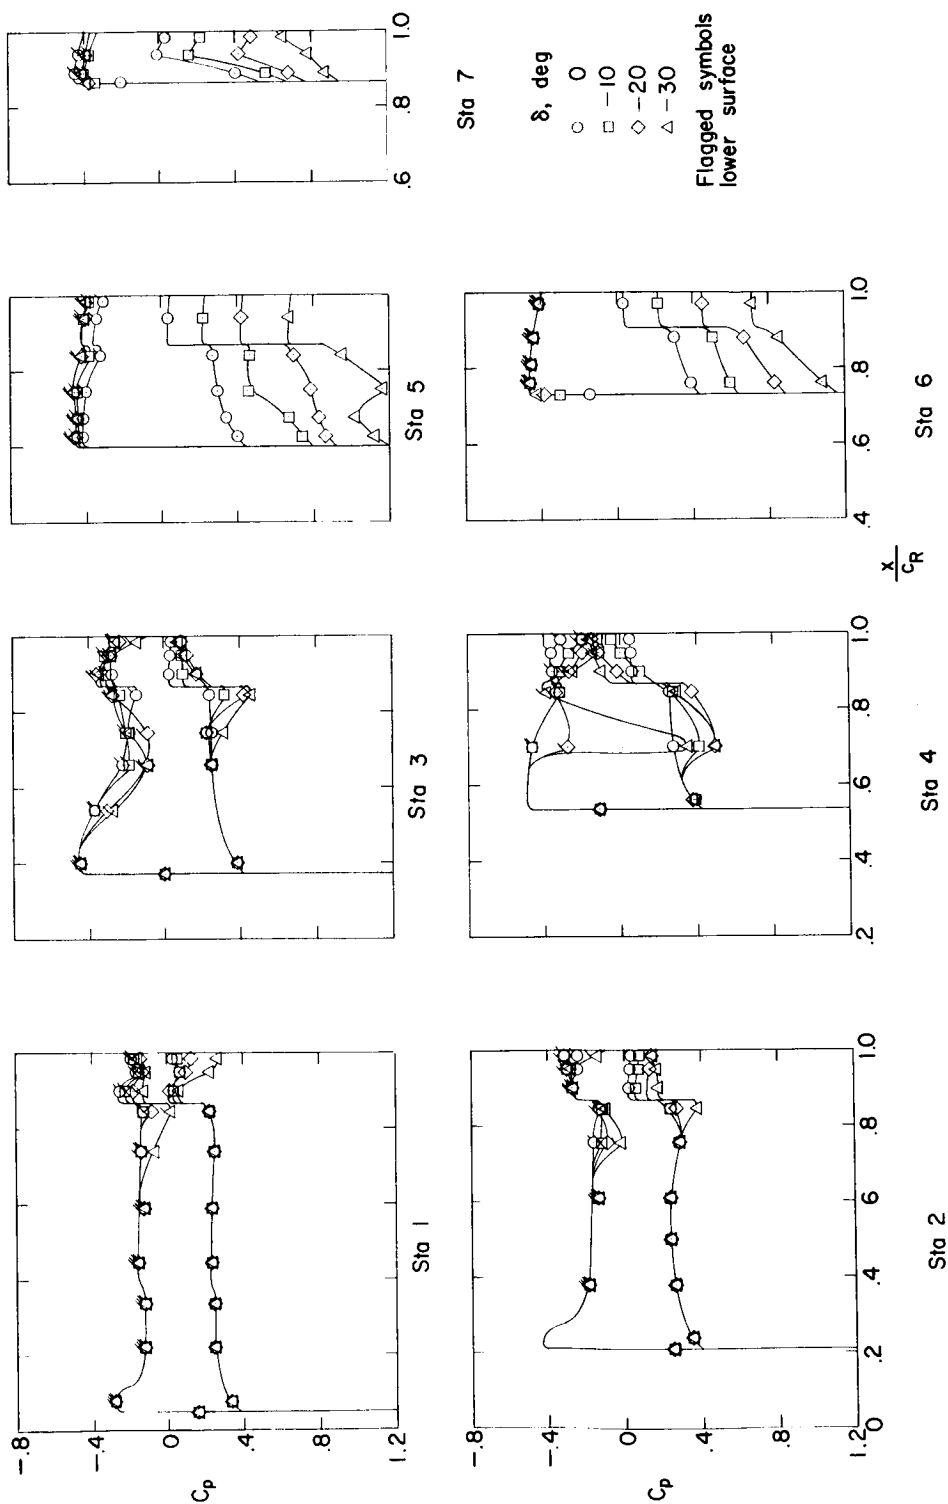 -.8
-.4
0
.4
.8
1.2
Cp
Sta 1
Sta 3
Sta 5
.6
.8
1.0
Sta 7
δ, deg
0
-10
-20
-30
Flagged symbols
lower surface
-.8
-.4
0
.4
.8
1.2
Cp
0
.2
.4
.6
.8
1.0
Sta 2
.2
.4
.6
.8
1.0
Sta 4
.4
.6
.8
1.0
Sta 6
x
cR